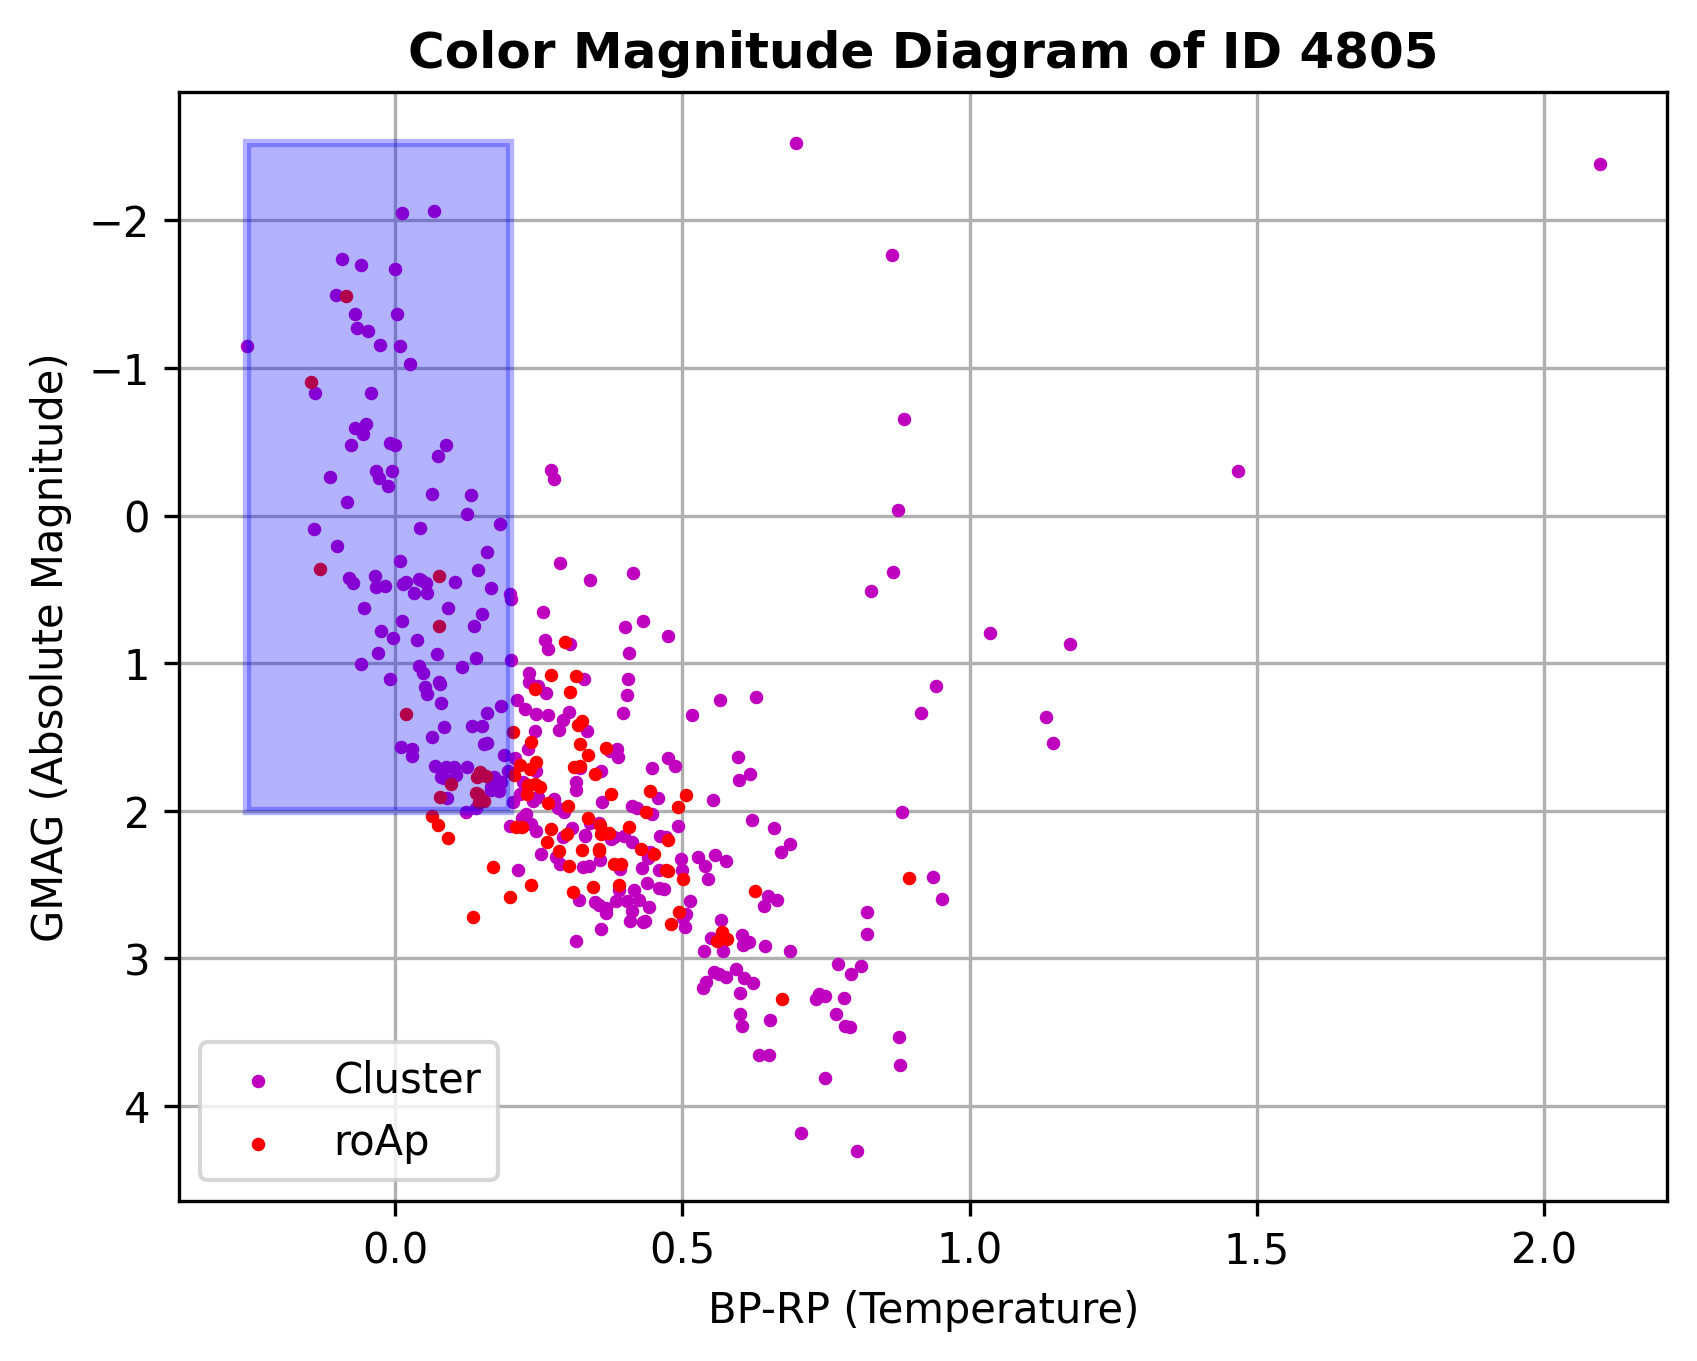 Color Magnitude Diagram of ID 4805
GMAG (Absolute Magnitude)
−2
−1
0
1
2
3
4
Cluster
roAp
0.0 0.5 1.0 1.5 2.0
BP-RP (Temperature)